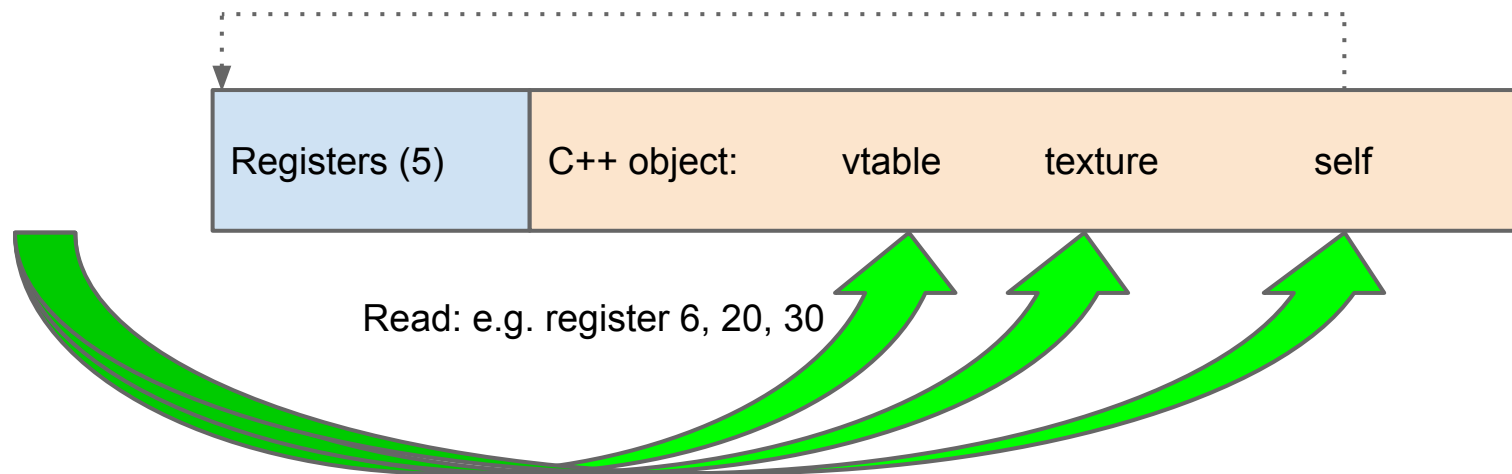 Registers (5) C++ object: vtable texture self
Read: e.g. register 6, 20, 30